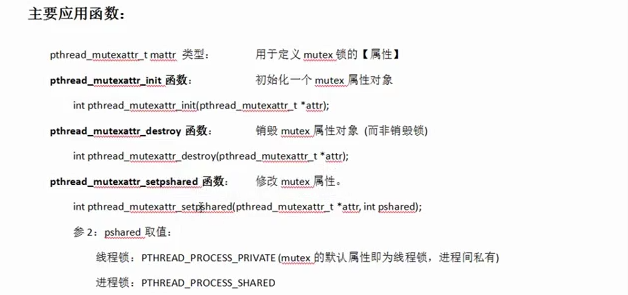 主要应用函数：
pthread_mutexattr_t mattr 类型： 用于定义 mutex 锁的【属性】
pthread_mutexattr_init 函数： 初始化一个 mutex 属性对象
int pthread_mutexattr_init(pthread_mutexattr_t *attr);
pthread_mutexattr_destroy 函数： 销毁 mutex 属性对象 (而非销毁锁)
int pthread_mutexattr_destroy(pthread_mutexattr_t *attr);
pthread_mutexattr_setpshared 函数： 修改 mutex 属性。
int pthread_mutexattr_setpshared(pthread_mutexattr_t *attr, int pshared);
参 2：pshared 取值：
线程锁：PTHREAD_PROCESS_PRIVATE (mutex 的默认属性即为线程锁，进程间私有)
进程锁：PTHREAD_PROCESS_SHARED